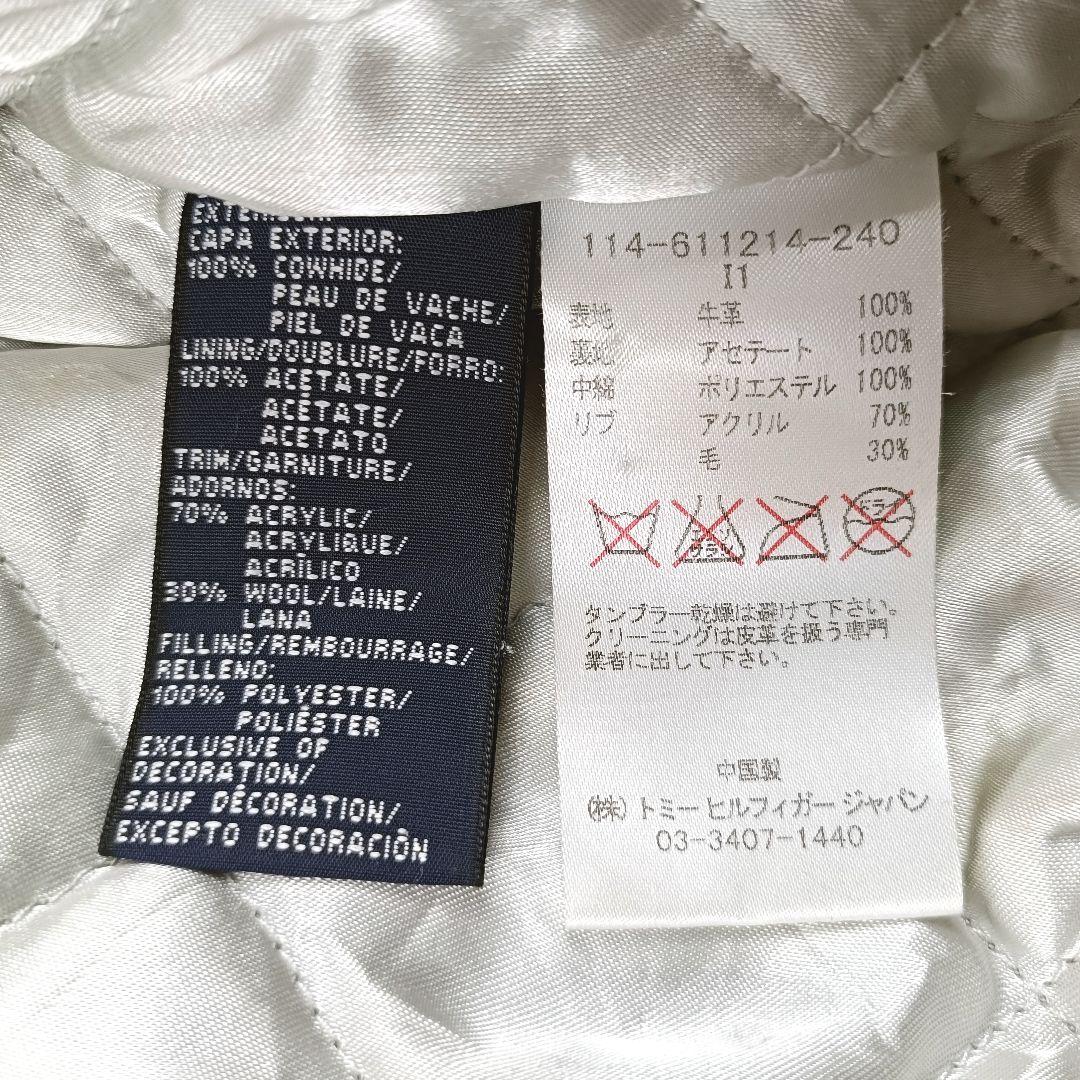 CAPA EXTERIOR:
100% COWHIDE/
PEAU DE VACHE/
PIEL DE VACA
LINING/DOUBLURE/FORRO:
100% ACETATE/
ACÉTATE/
ACETATO
TRIM/GARNITURE/
ADORNOS:
70% ACRYLIC/
ACRYLIQUE/
ACRÍLICO
30% WOOL/LAINE/
LANA
FILLING/REMBOURRAGE/
RELLENO:
100% POLYESTER/
POLIÉSTER
EXCLUSIVE OF
DECORATION/
SAUF DÉCORATION/
EXCEPTO DECORACIÓN
114-611214-240
I1
表地 牛革 100%
裏地 アセテート 100%
中綿 ポリエステル 100%
リブ アクリル 70%
毛 30%
ドライ
タンブラー乾燥は避けて下さい。
クリーニングは皮革を扱う専門
業者に出して下さい。
中国製
(株)トミー ヒルフィガー ジャパン
03-3407-1440